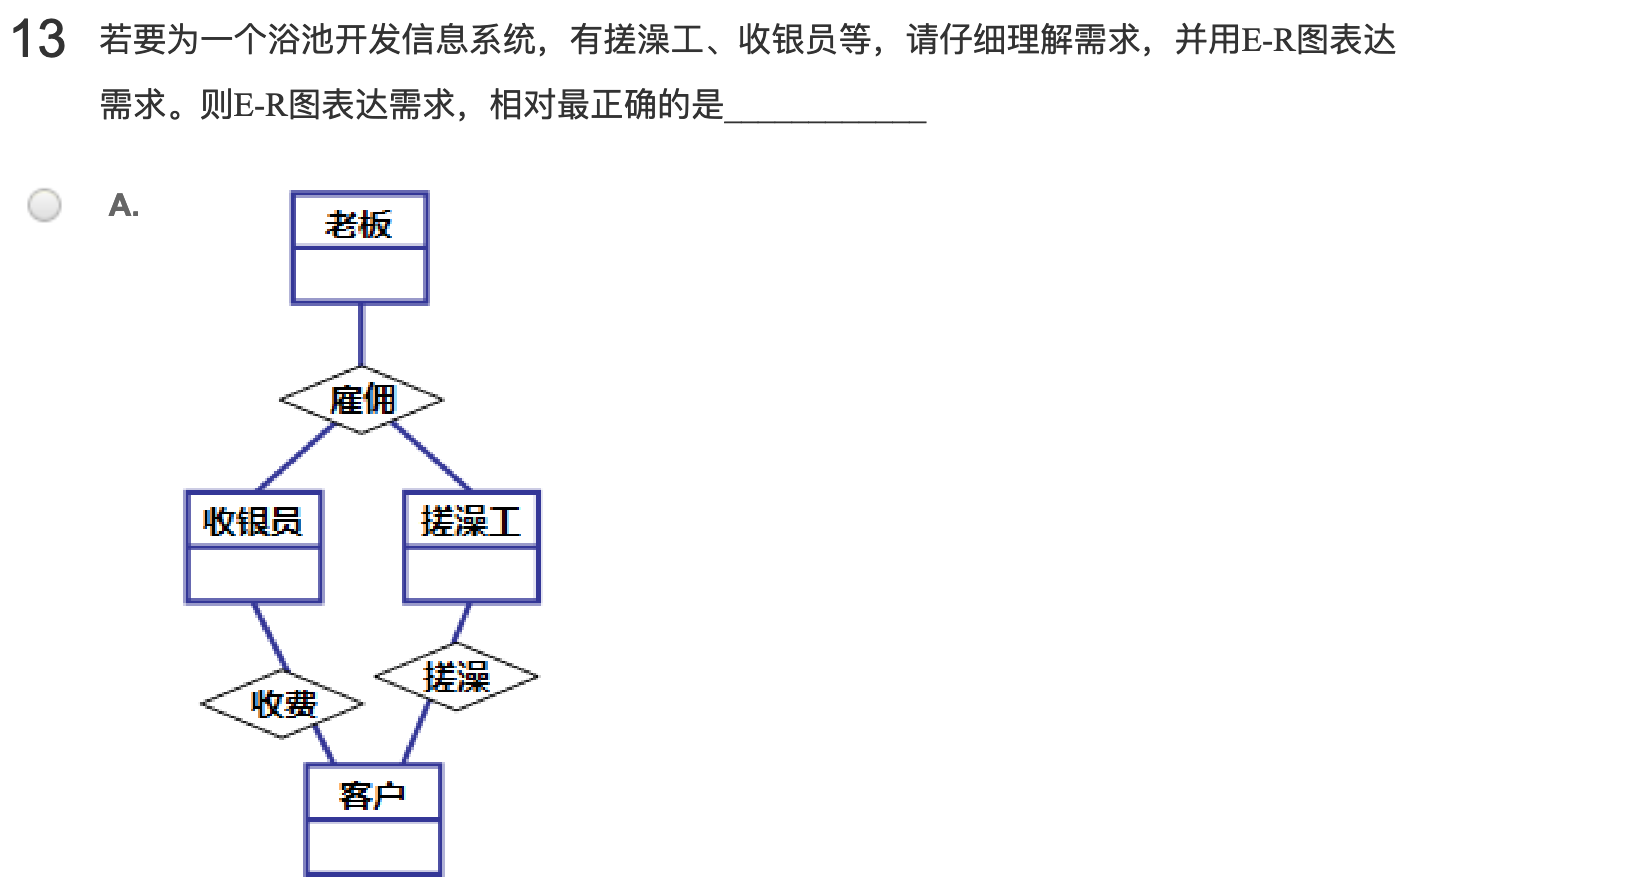 13 若要为一个浴池开发信息系统，有搓澡工、收银员等，请仔细理解需求，并用E-R图表达
需求。则E-R图表达需求，相对最正确的是____________
A.
老板
雇佣
收银员 搓澡工
搓澡
收费
客户